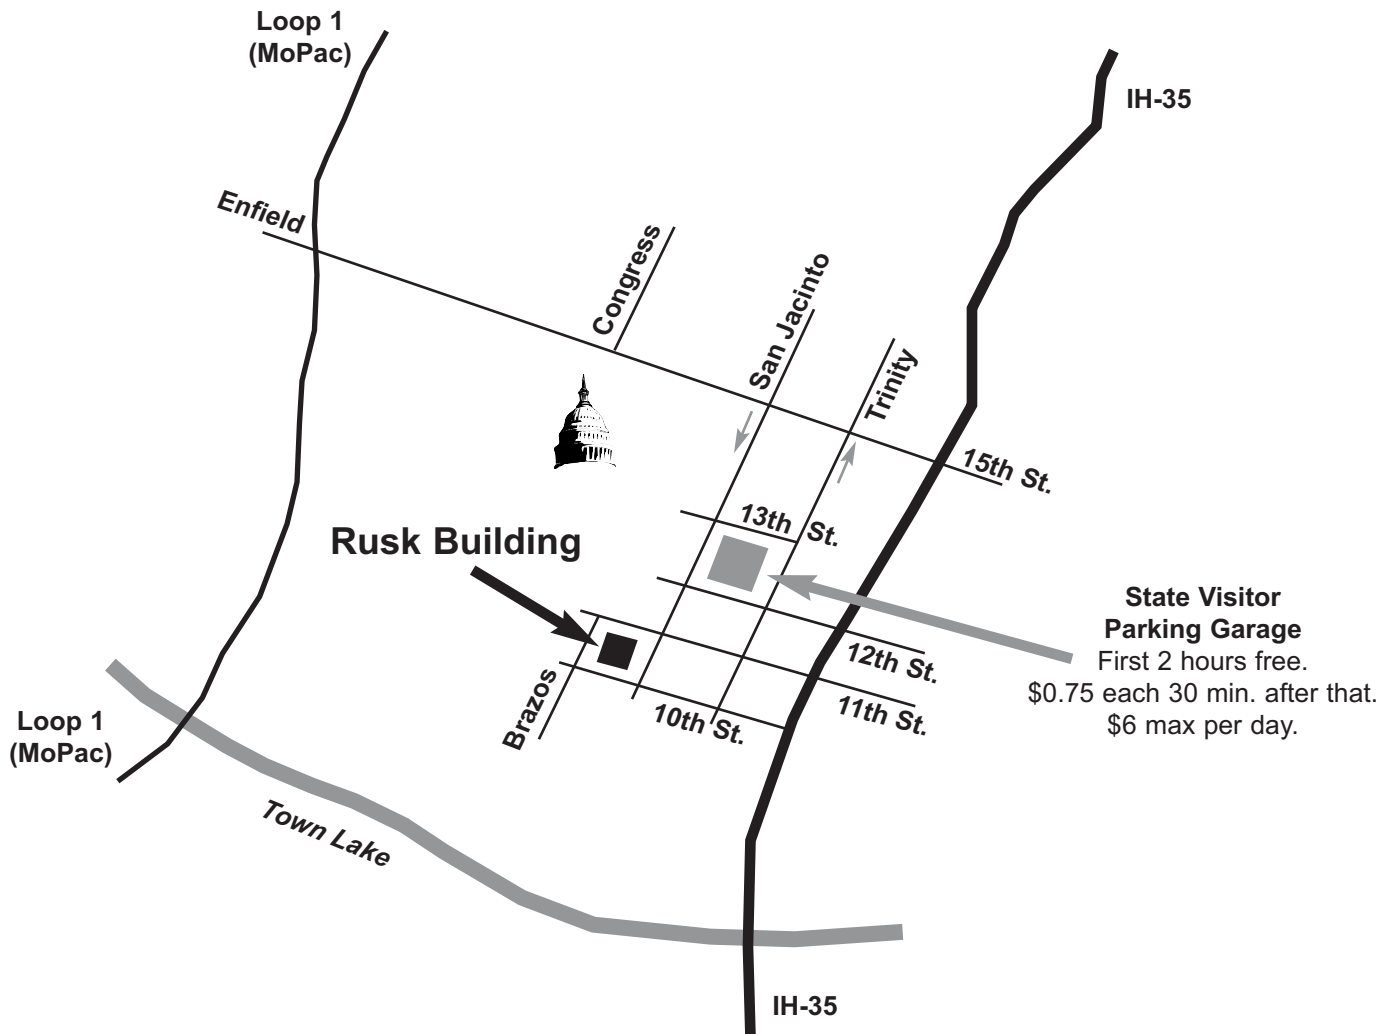 Loop 1
(MoPac)
IH-35
Enfield
Congress
San Jacinto
Trinity
15th St.
13th St.
Rusk Building
State Visitor
Parking Garage
First 2 hours free.
$0.75 each 30 min. after that.
$6 max per day.
12th St.
11th St.
10th St.
Brazos
Loop 1
(MoPac)
Town Lake
IH-35